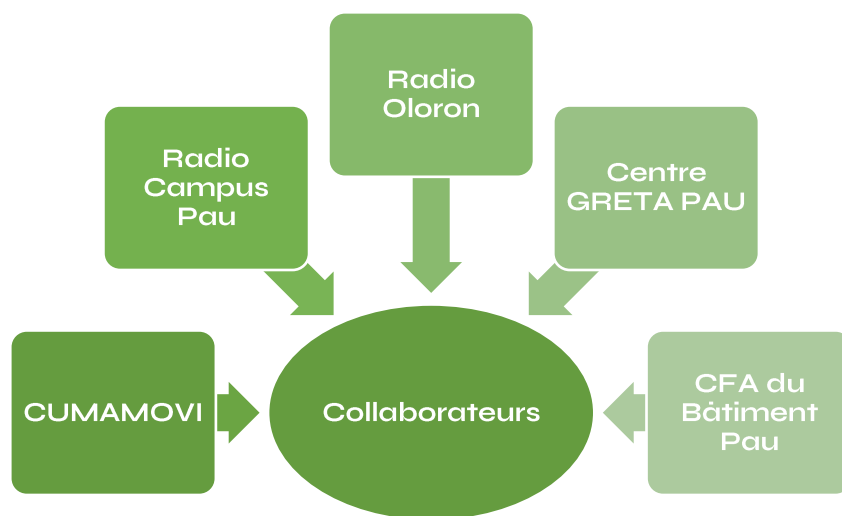 Radio
Oloron
Radio
Campus
Pau
Centre
GRETA PAU
CUMAMOVI
Collaborateurs
CFA du
Bâtiment
Pau